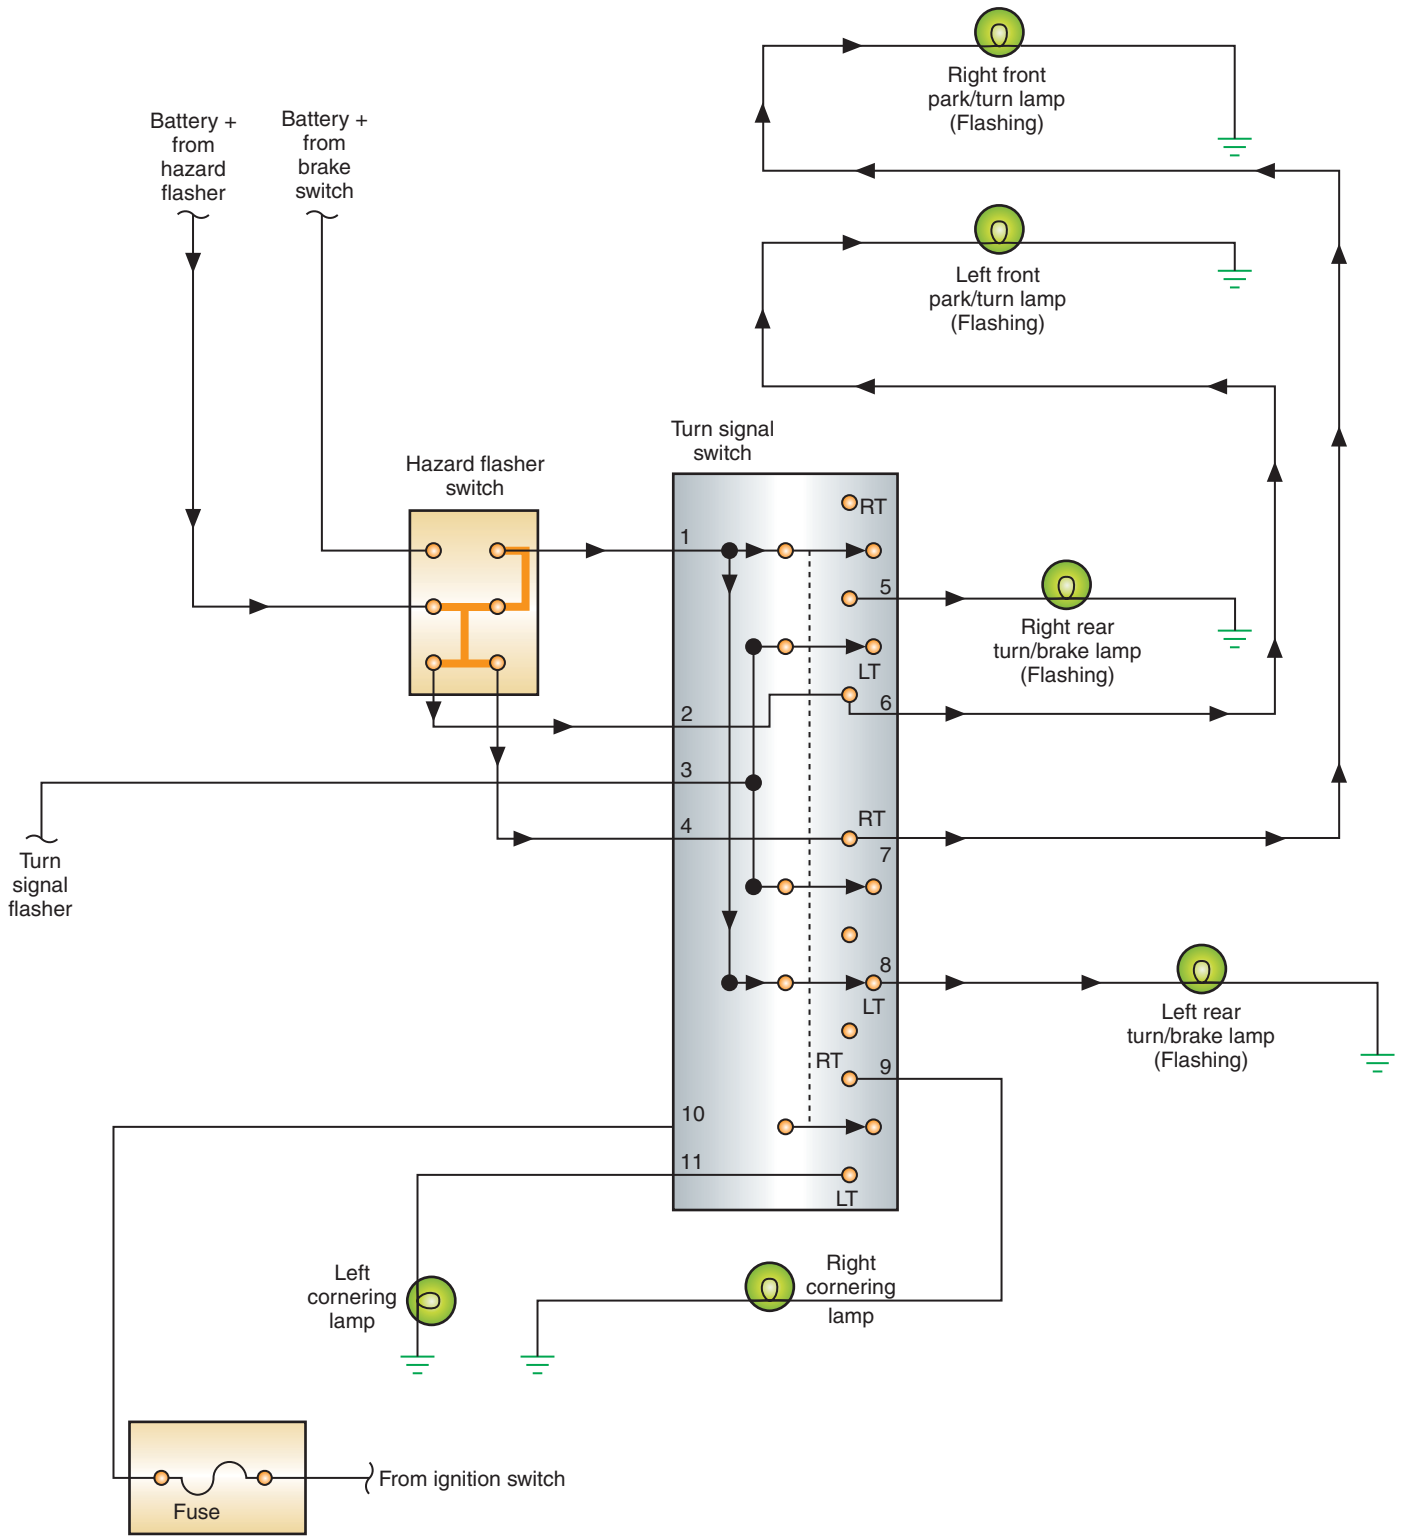 Right front
park/turn lamp
(Flashing)
Battery +
from
hazard
flasher
Battery +
from
brake
switch
Left front
park/turn lamp
(Flashing)
Turn signal
switch
Hazard flasher
switch
RT
1
5
Right rear
turn/brake lamp
(Flashing)
LT
6
2
3
4
RT
7
Turn
signal
flasher
8
LT
Left rear
turn/brake lamp
(Flashing)
RT
9
10
11
LT
Left
cornering
lamp
Right
cornering
lamp
From ignition switch
Fuse